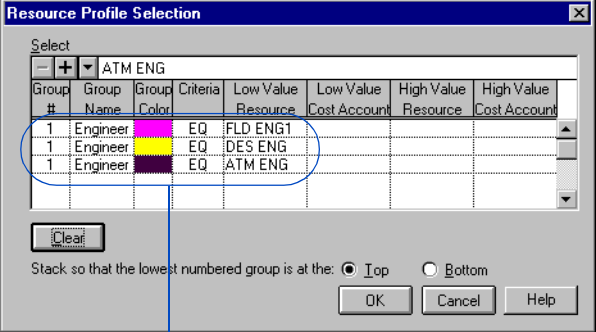 Resource Profile Selection
Select
ATM ENG
Group # Group Name Group Color Criteria Low Value Resource Low Value Cost Account High Value Resource High Value Cost Account
1 Engineer EQ FLD ENG1
1 Engineer EQ DES ENG
1 Engineer EQ ATM ENG
Clear
Stack so that the lowest numbered group is at the: Top Bottom
OK Cancel Help